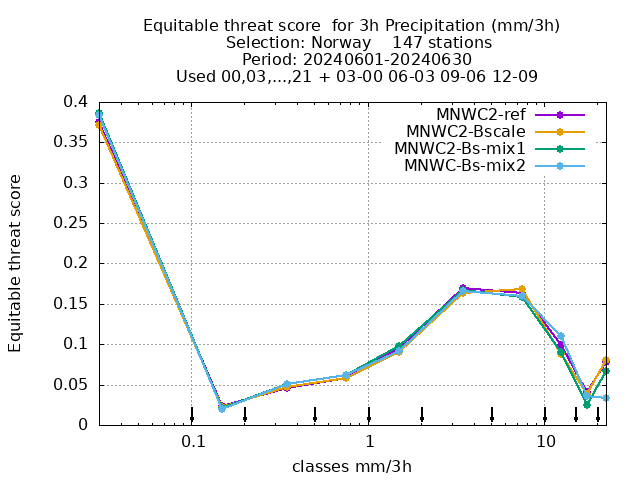 Equitable threat score  for 3h Precipitation (mm/3h)
Selection: Norway    147 stations
Period: 20240601-20240630
Used 00,03,...,21 + 03-00 06-03 09-06 12-09
MNWC2-ref
MNWC2-Bscale
MNWC2-Bs-mix1
MNWC-Bs-mix2
0.4
0.35
0.3
0.25
0.2
0.15
0.1
0.05
0
Equitable threat score
0.1 1 10
classes mm/3h